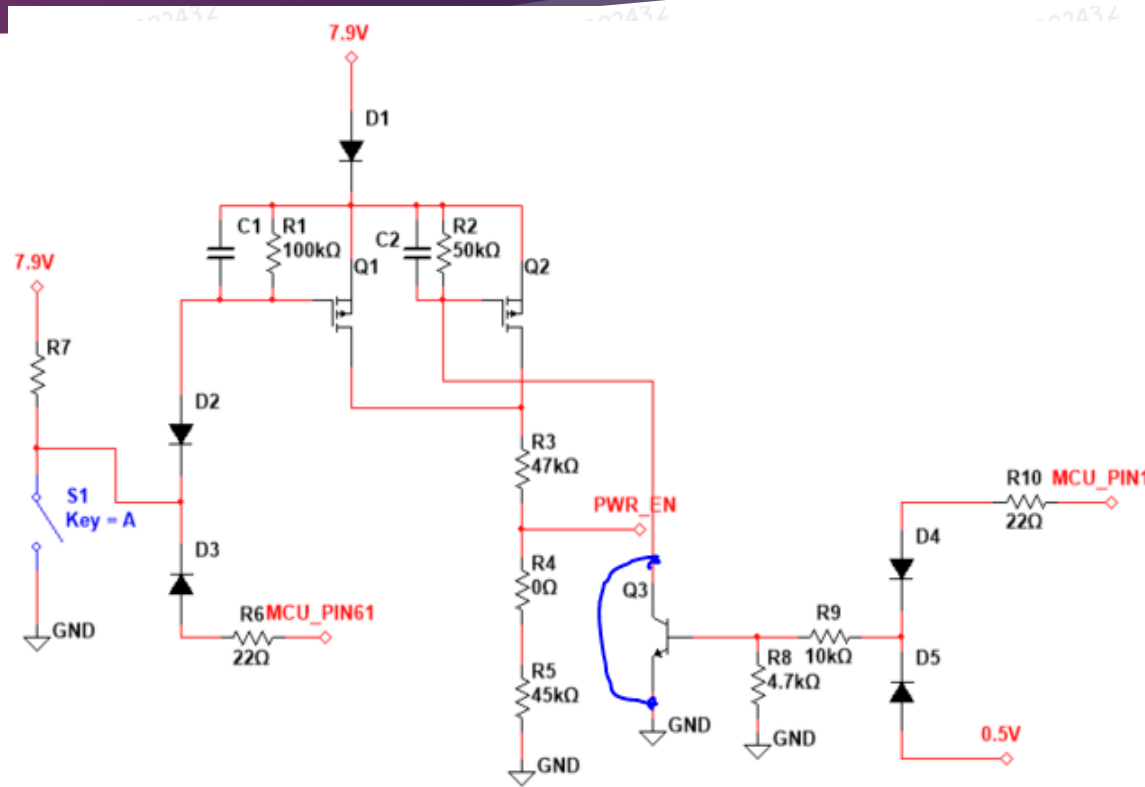 7.9V
D1
C1
R1
100kΩ
Q1
C2
R2
50kΩ
Q2
7.9V
R7
D2
S1
Key = A
D3
R6
22Ω
MCU_PIN61
GND
R3
47kΩ
PWR_EN
R4
0Ω
R5
45kΩ
GND
Q3
GND
R8
4.7kΩ
GND
R9
10kΩ
D4
D5
R10
22Ω
MCU_PIN1
0.5V